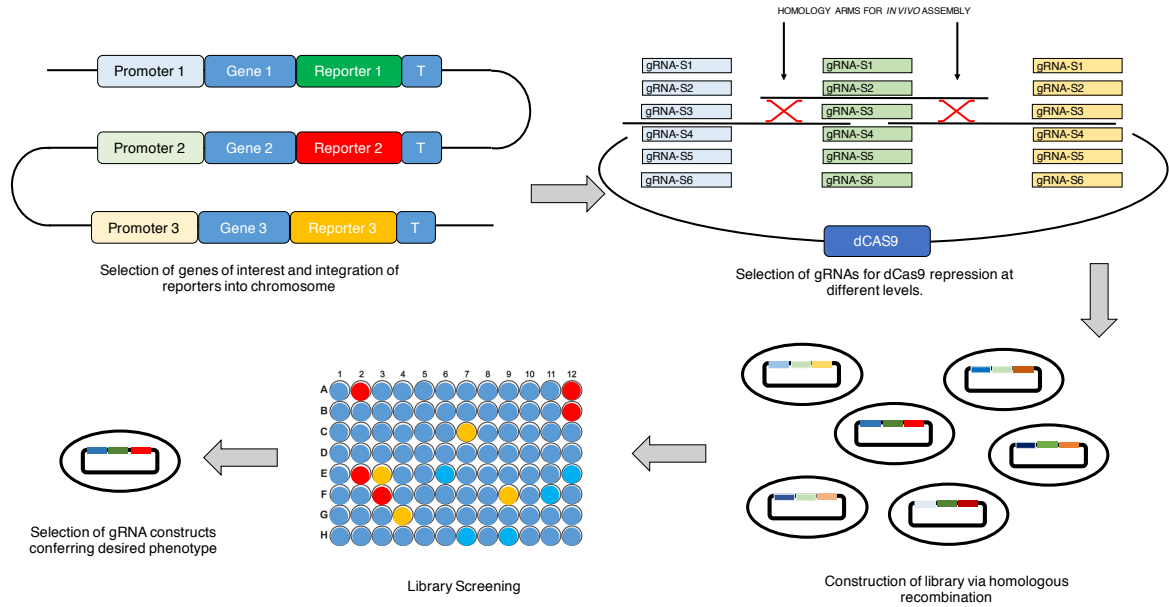 HOMOLOGY ARMS FOR IN VIVO ASSEMBLY
Promoter 1 Gene 1 Reporter 1 T
Promoter 2 Gene 2 Reporter 2 T
Promoter 3 Gene 3 Reporter 3 T
Selection of genes of interest and integration of
reporters into chromosome
gRNA-S1 gRNA-S1 gRNA-S1
gRNA-S2 gRNA-S2 gRNA-S2
gRNA-S3 gRNA-S3 gRNA-S3
gRNA-S4 gRNA-S4 gRNA-S4
gRNA-S5 gRNA-S5 gRNA-S5
gRNA-S6 gRNA-S6 gRNA-S6
dCAS9
Selection of gRNAs for dCas9 repression at
different levels.
Construction of library via homologous
recombination
1 2 3 4 5 6 7 8 9 10 11 12
A
B
C
D
E
F
G
H
Library Screening
Selection of gRNA constructs
conferring desired phenotype